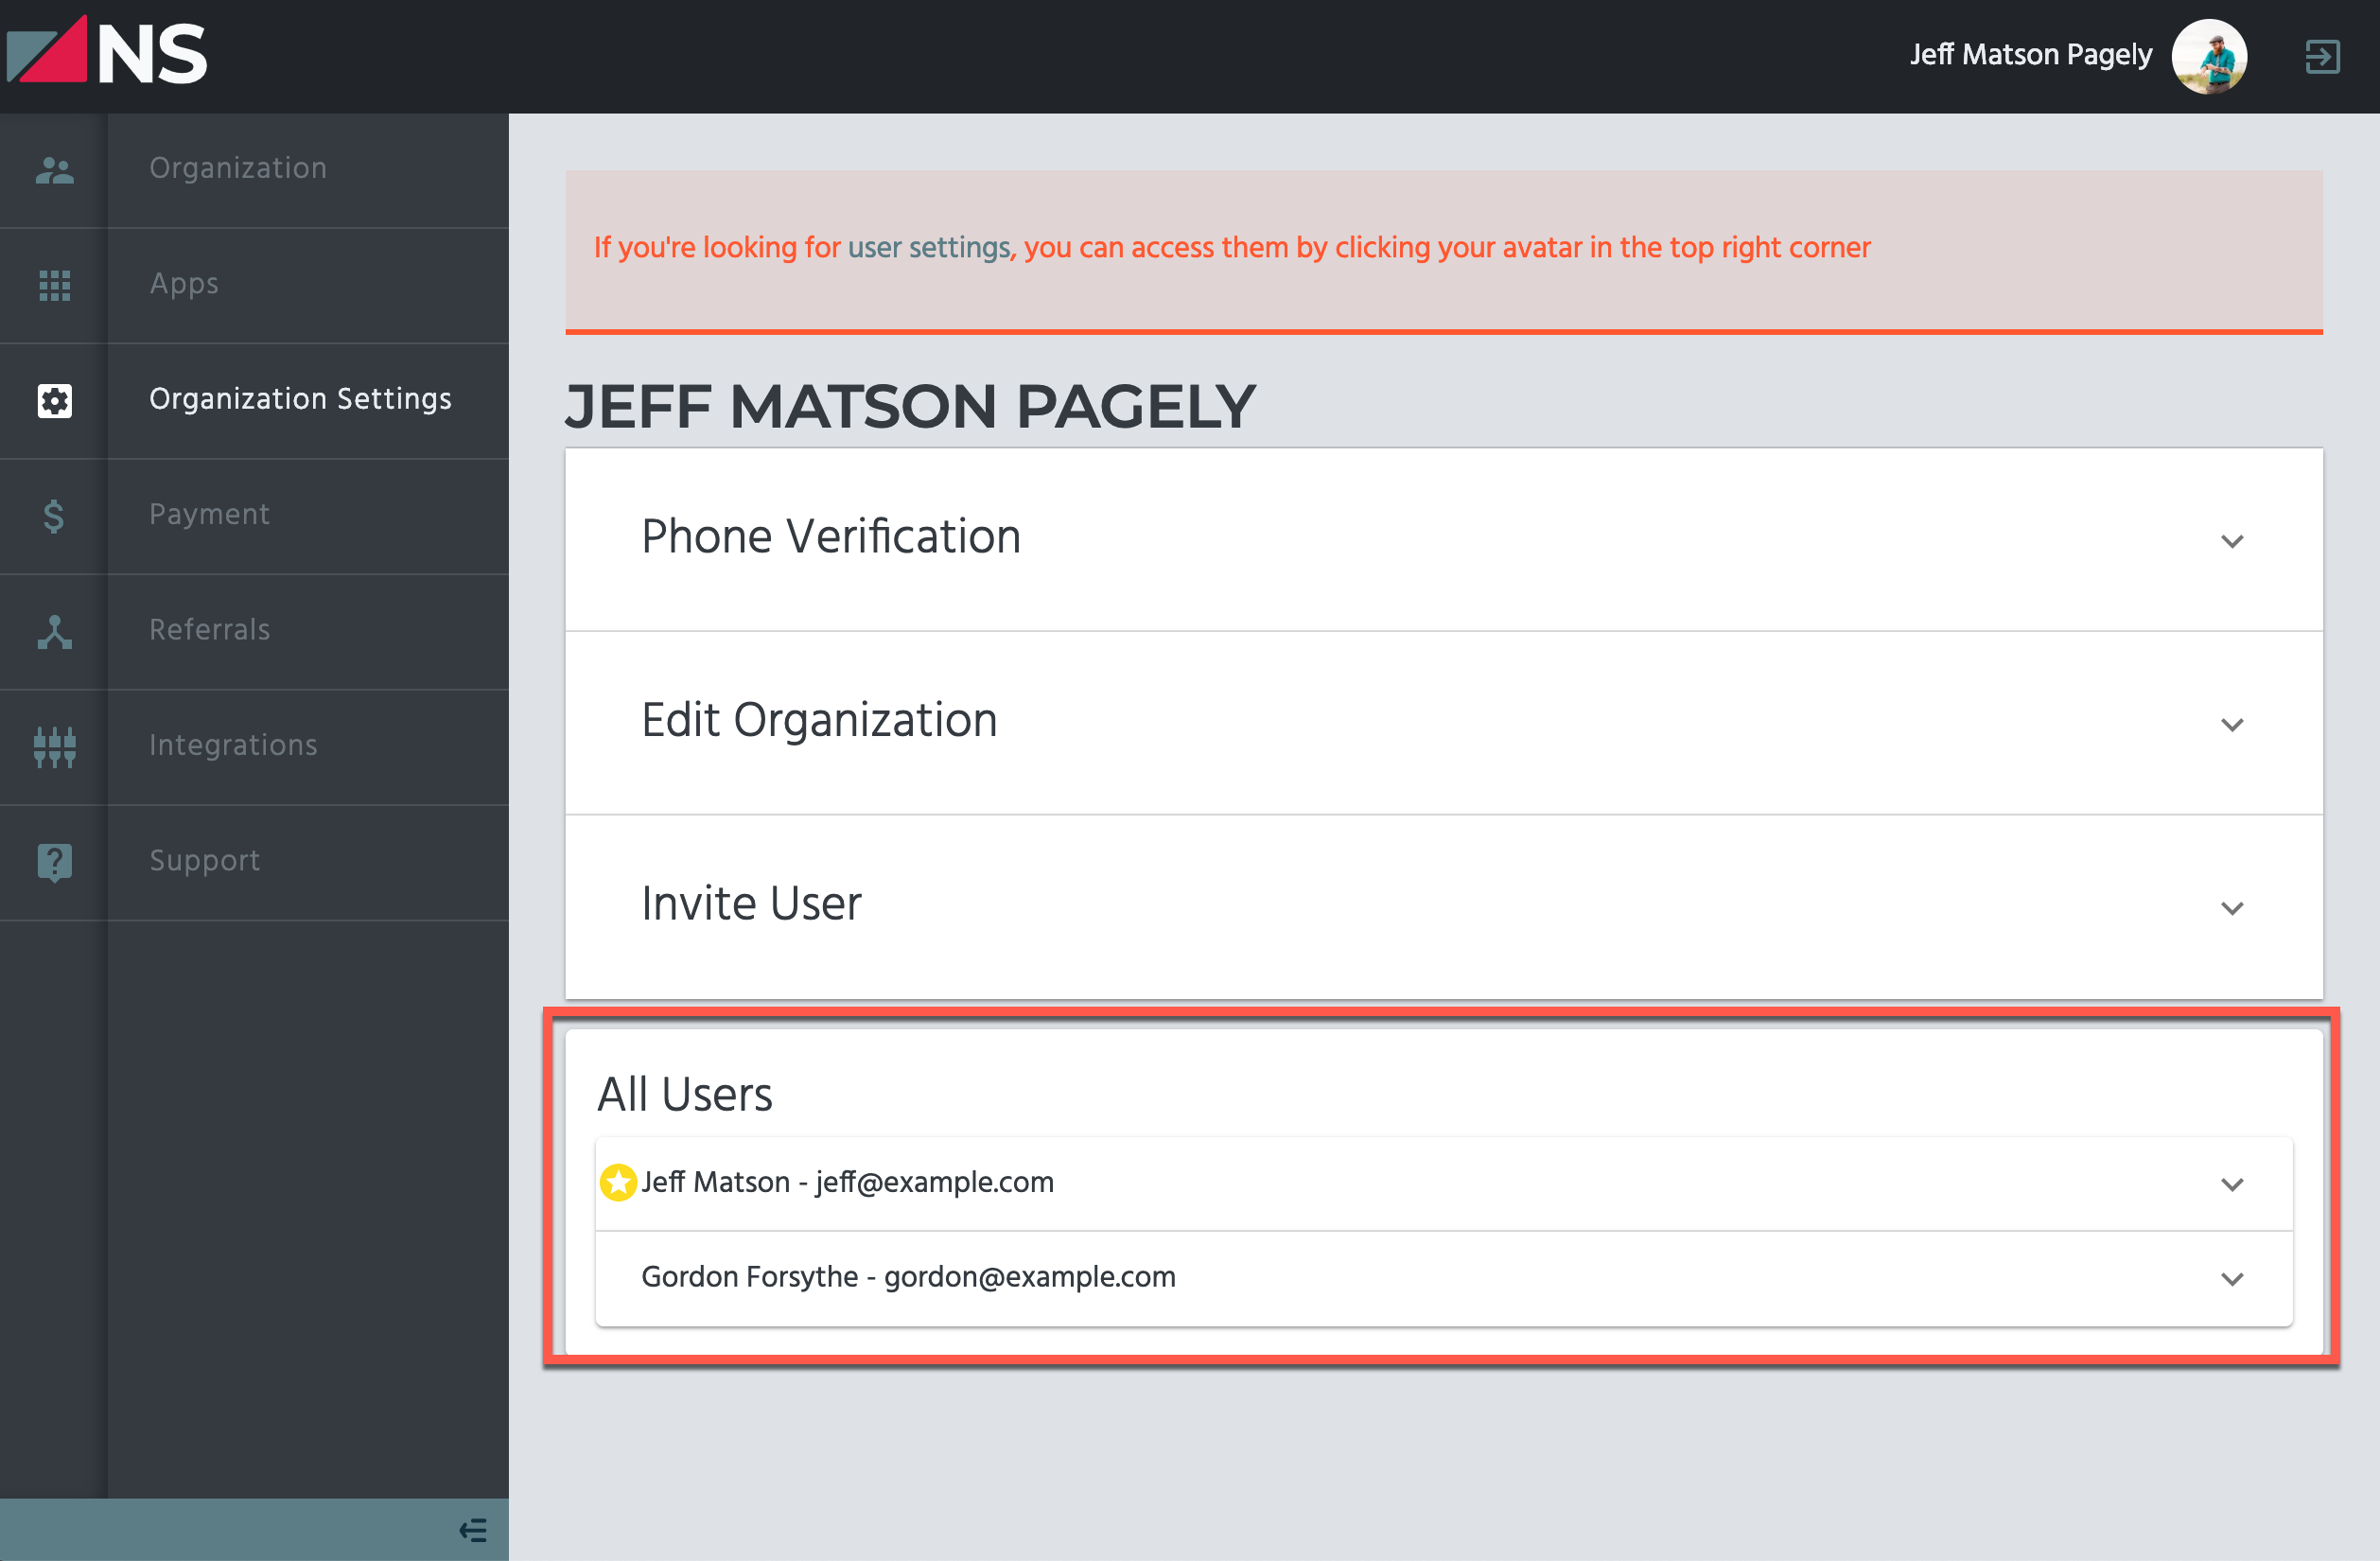 NS
Jeff Matson Pagely
Organization
Apps
Organization Settings
Payment
Referrals
Integrations
Support
If you're looking for user settings, you can access them by clicking your avatar in the top right corner
JEFF MATSON PAGELY
Phone Verification
Edit Organization
Invite User
All Users
Jeff Matson - jeff@example.com
Gordon Forsythe - gordon@example.com